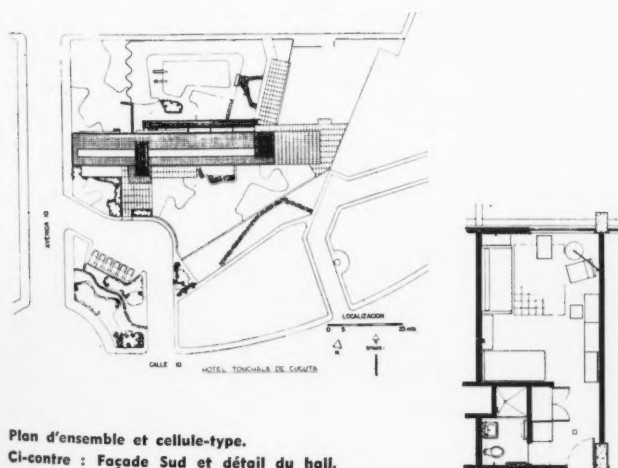 AVENIDA 10
LOCALIZACION
0 5 25 mts.
N
CALLE 10
HOTEL TONCHALA DE CUCUTA
Plan d'ensemble et cellule-type.
Ci-contre : Façade Sud et détail du hall.